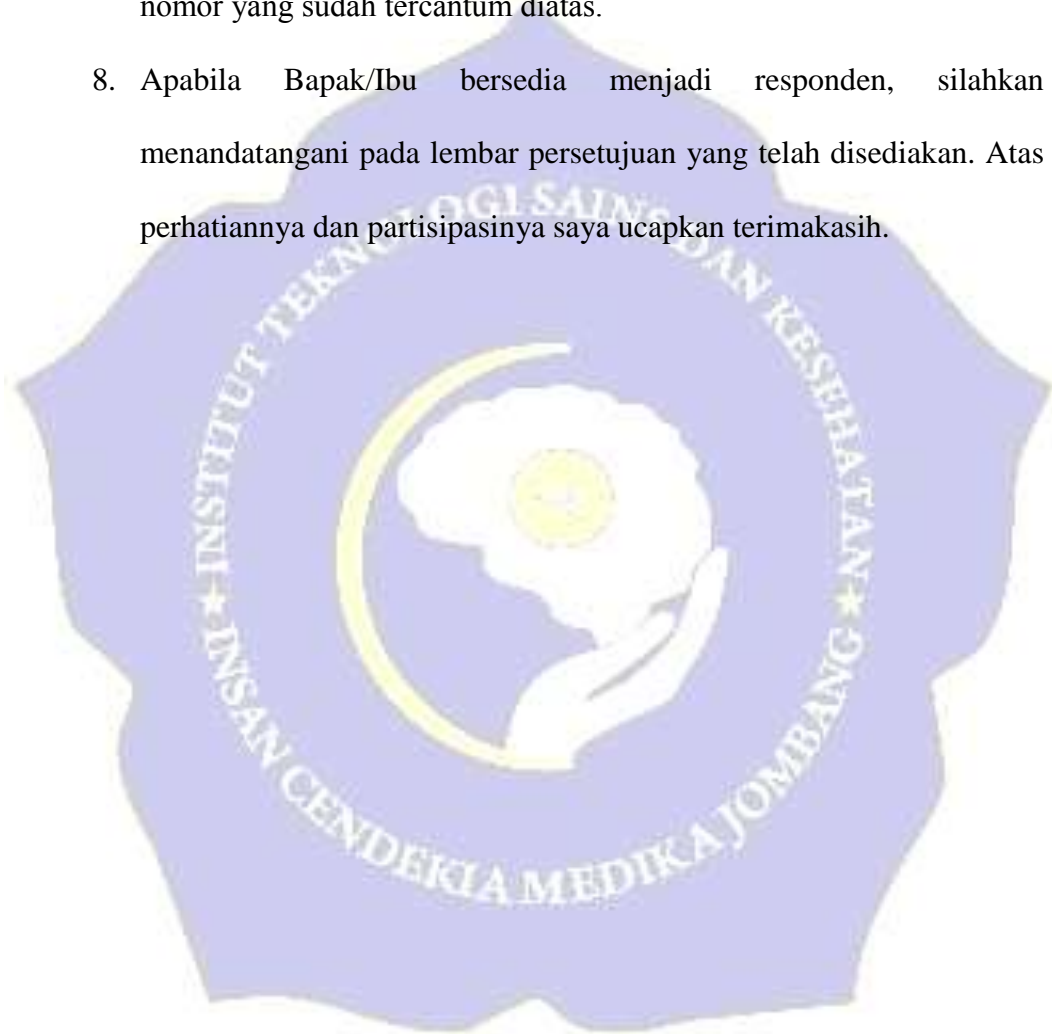 nomor yang sudah tercantum diatas.
8. Apabila Bapak/Ibu bersedia menjadi responden, silahkan
menandatangani pada lembar persetujuan yang telah disediakan. Atas
perhatiannya dan partisipasinya saya ucapkan terimakasih.
INSTITUT TEKNOLOGI SAINS DAN KESEHATAN
INSAN CENDEKIA MEDIKA JOMBANG